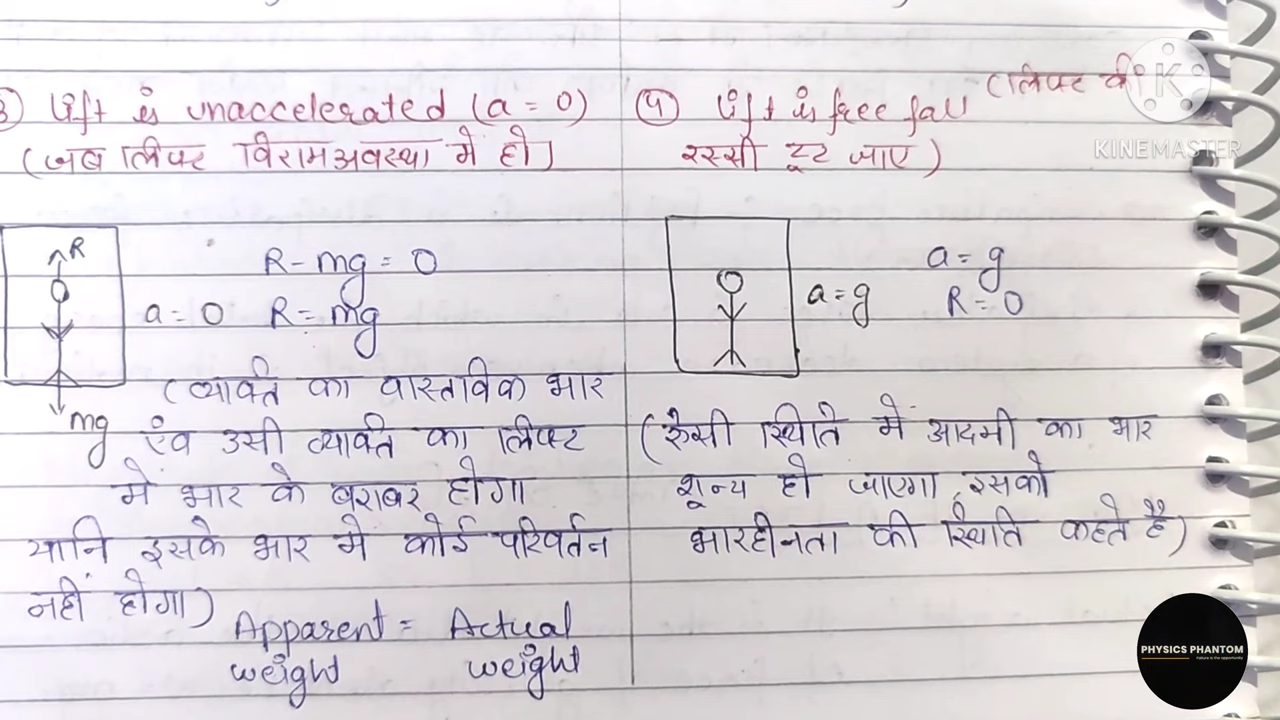 ③ Lift is unaccelerated (a = 0)
(जब लिफ्ट विरामअवस्था में हो)
R
a = 0
mg
R - mg = 0
R = mg
(व्यक्ति का वास्तविक भार
एंव उसी व्यक्ति का लिफ्ट
में भार के बराबर होगा
यानि इसके भार में कोई परिवर्तन
नहीं होगा)
Apparent = Actual
weight weight
④ Lift is free fall (लिफ्ट की
रस्सी टूट जाए)
a = g
a = g
R = 0
(ऐसी स्थिति में आदमी का भार
शून्य हो जाएगा, इसको
भारहीनता की स्थिति कहते है)
KINEMASTER
PHYSICS PHANTOM